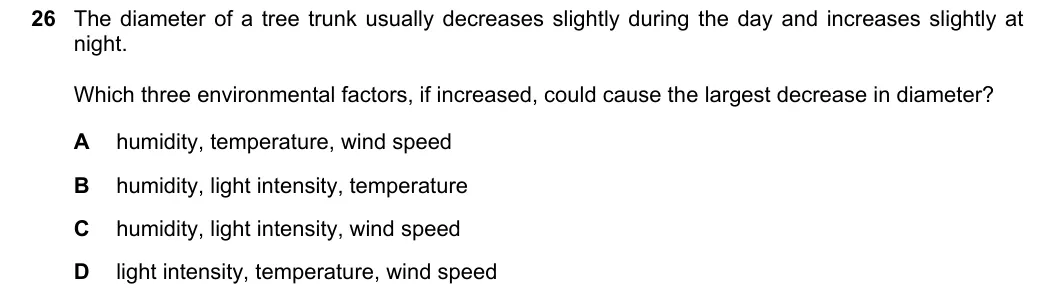 26 The diameter of a tree trunk usually decreases slightly during the day and increases slightly at
night.
Which three environmental factors, if increased, could cause the largest decrease in diameter?
A humidity, temperature, wind speed
B humidity, light intensity, temperature
C humidity, light intensity, wind speed
D light intensity, temperature, wind speed